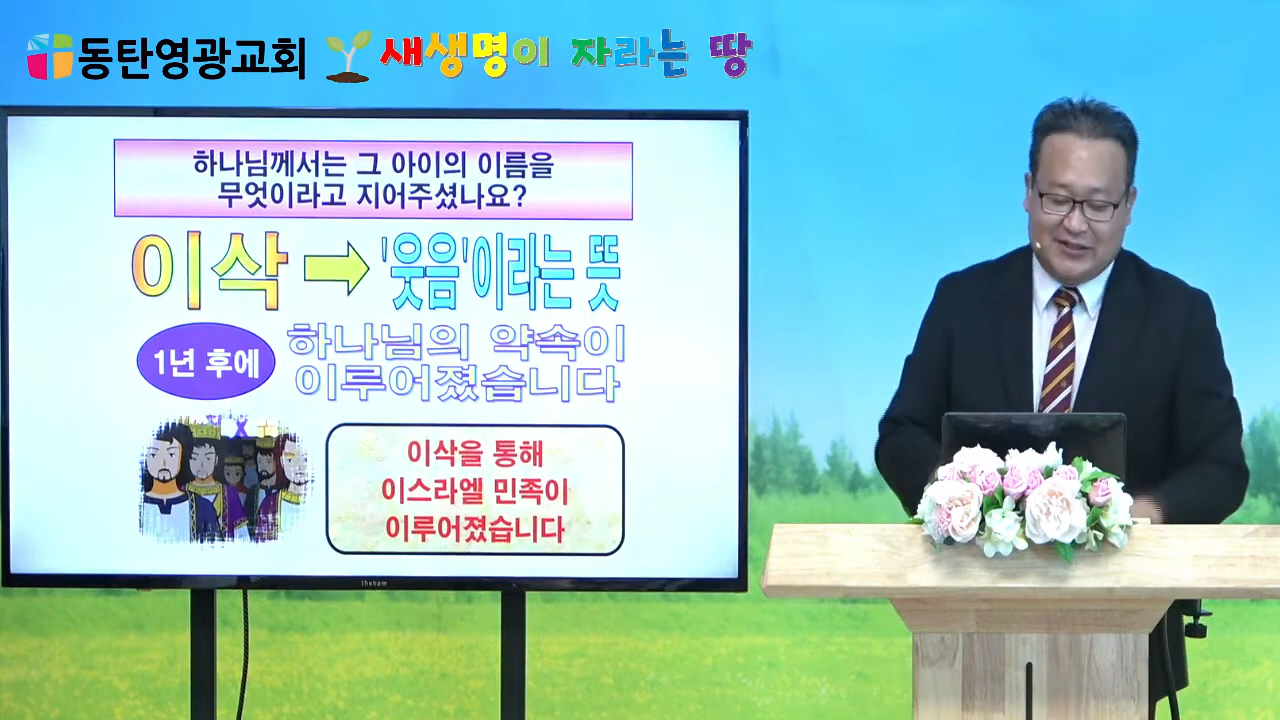 동탄영광교회 새생명이 자라는 땅
하나님께서는 그 아이의 이름을
무엇이라고 지어주셨나요?
이삭 → '웃음'이라는 뜻
1년 후에
하나님의 약속이
이루어졌습니다
이삭을 통해
이스라엘 민족이
이루어졌습니다
theham